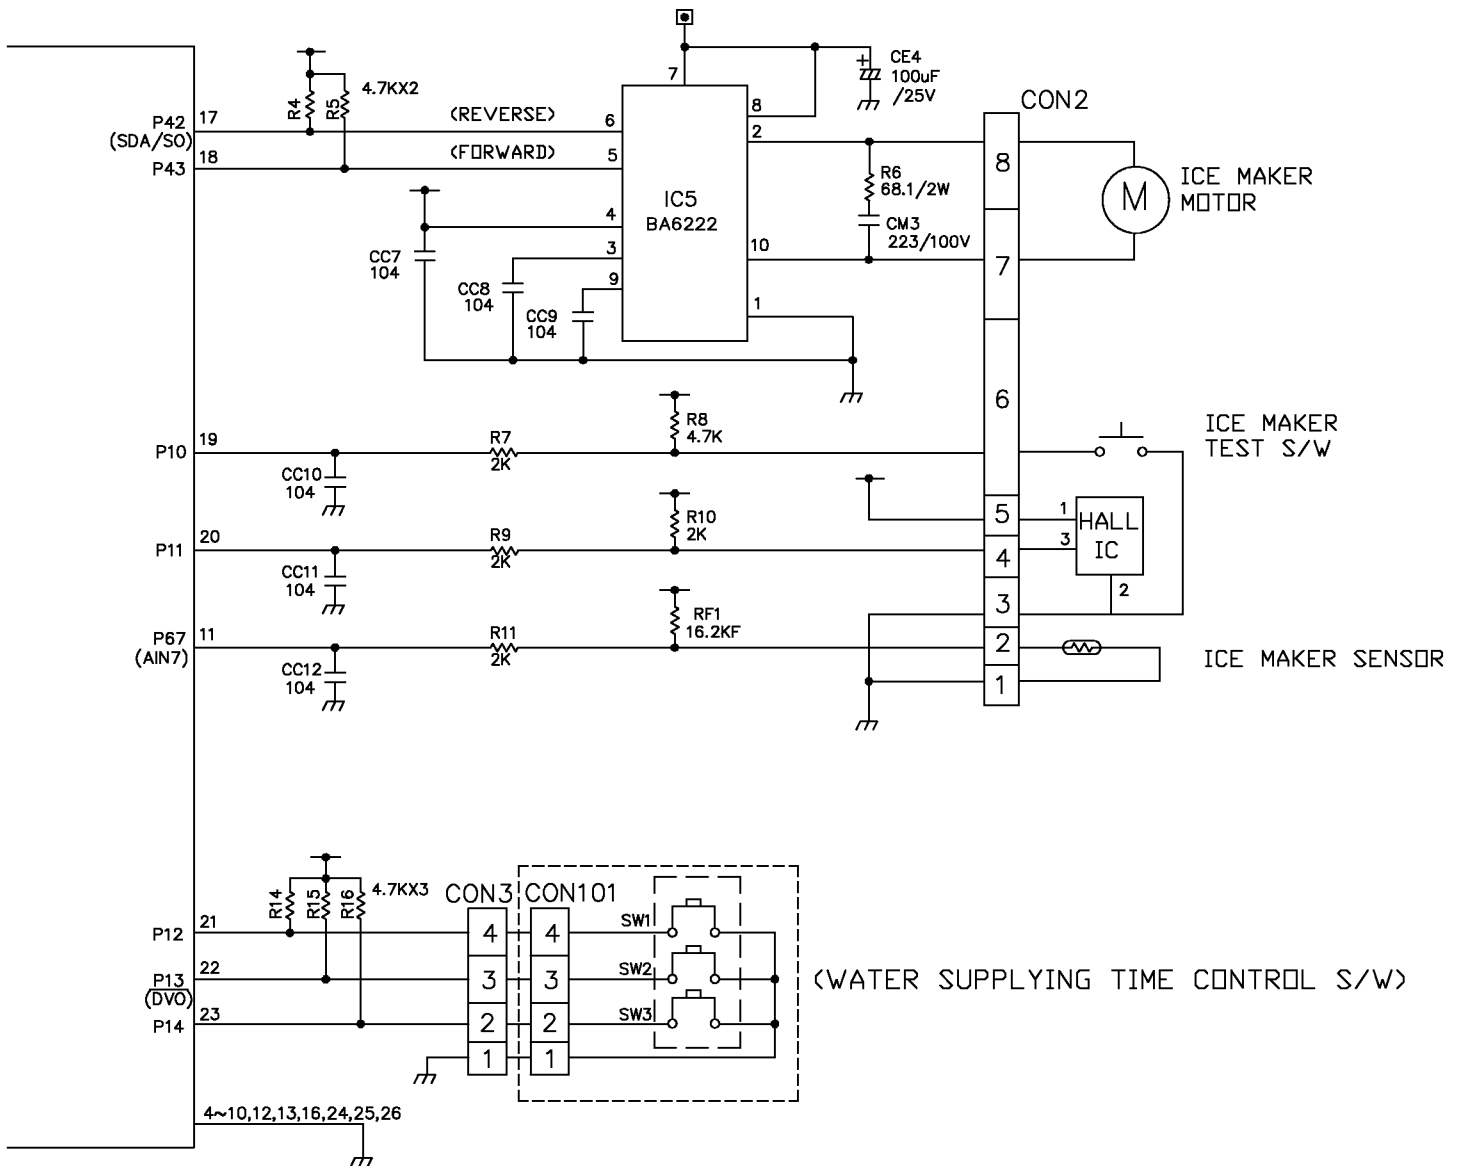 CE4
100uF
/25V
7
8
2
4.7KX2
R4
R5
P42
(SDA/SO)
17
(REVERSE)
6
P43
18
(FORWARD)
5
IC5
BA6222
4
3
9
10
1
CC7
104
CC8
104
CC9
104
R6
68.1/2W
CM3
223/100V
CON2
8
7
6
5
4
3
2
1
M
ICE MAKER
MOTOR
P10
19
CC10
104
R7
2K
R8
4.7K
ICE MAKER
TEST S/W
P11
20
CC11
104
R9
2K
R10
2K
1
3
HALL
IC
2
P67
(AIN7)
11
CC12
104
R11
2K
RF1
16.2KF
ICE MAKER SENSOR
R14
R15
R16
4.7KX3
CON3
CON101
P12
21
4
4
SW1
P13
(DVO)
22
3
3
SW2
P14
23
2
2
SW3
1
1
(WATER SUPPLYING TIME CONTROL S/W)
4~10,12,13,16,24,25,26